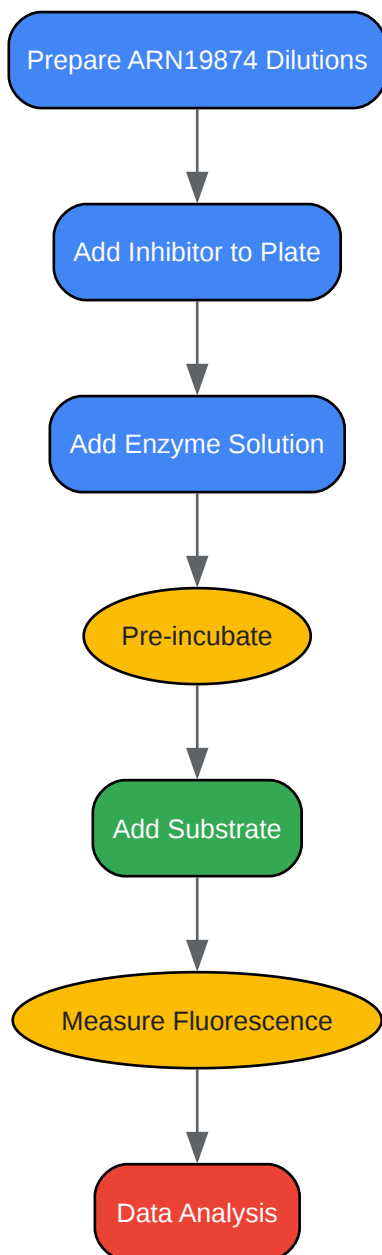 Prepare ARN19874 Dilutions
Add Inhibitor to Plate
Add Enzyme Solution
Pre-incubate
Add Substrate
Measure Fluorescence
Data Analysis